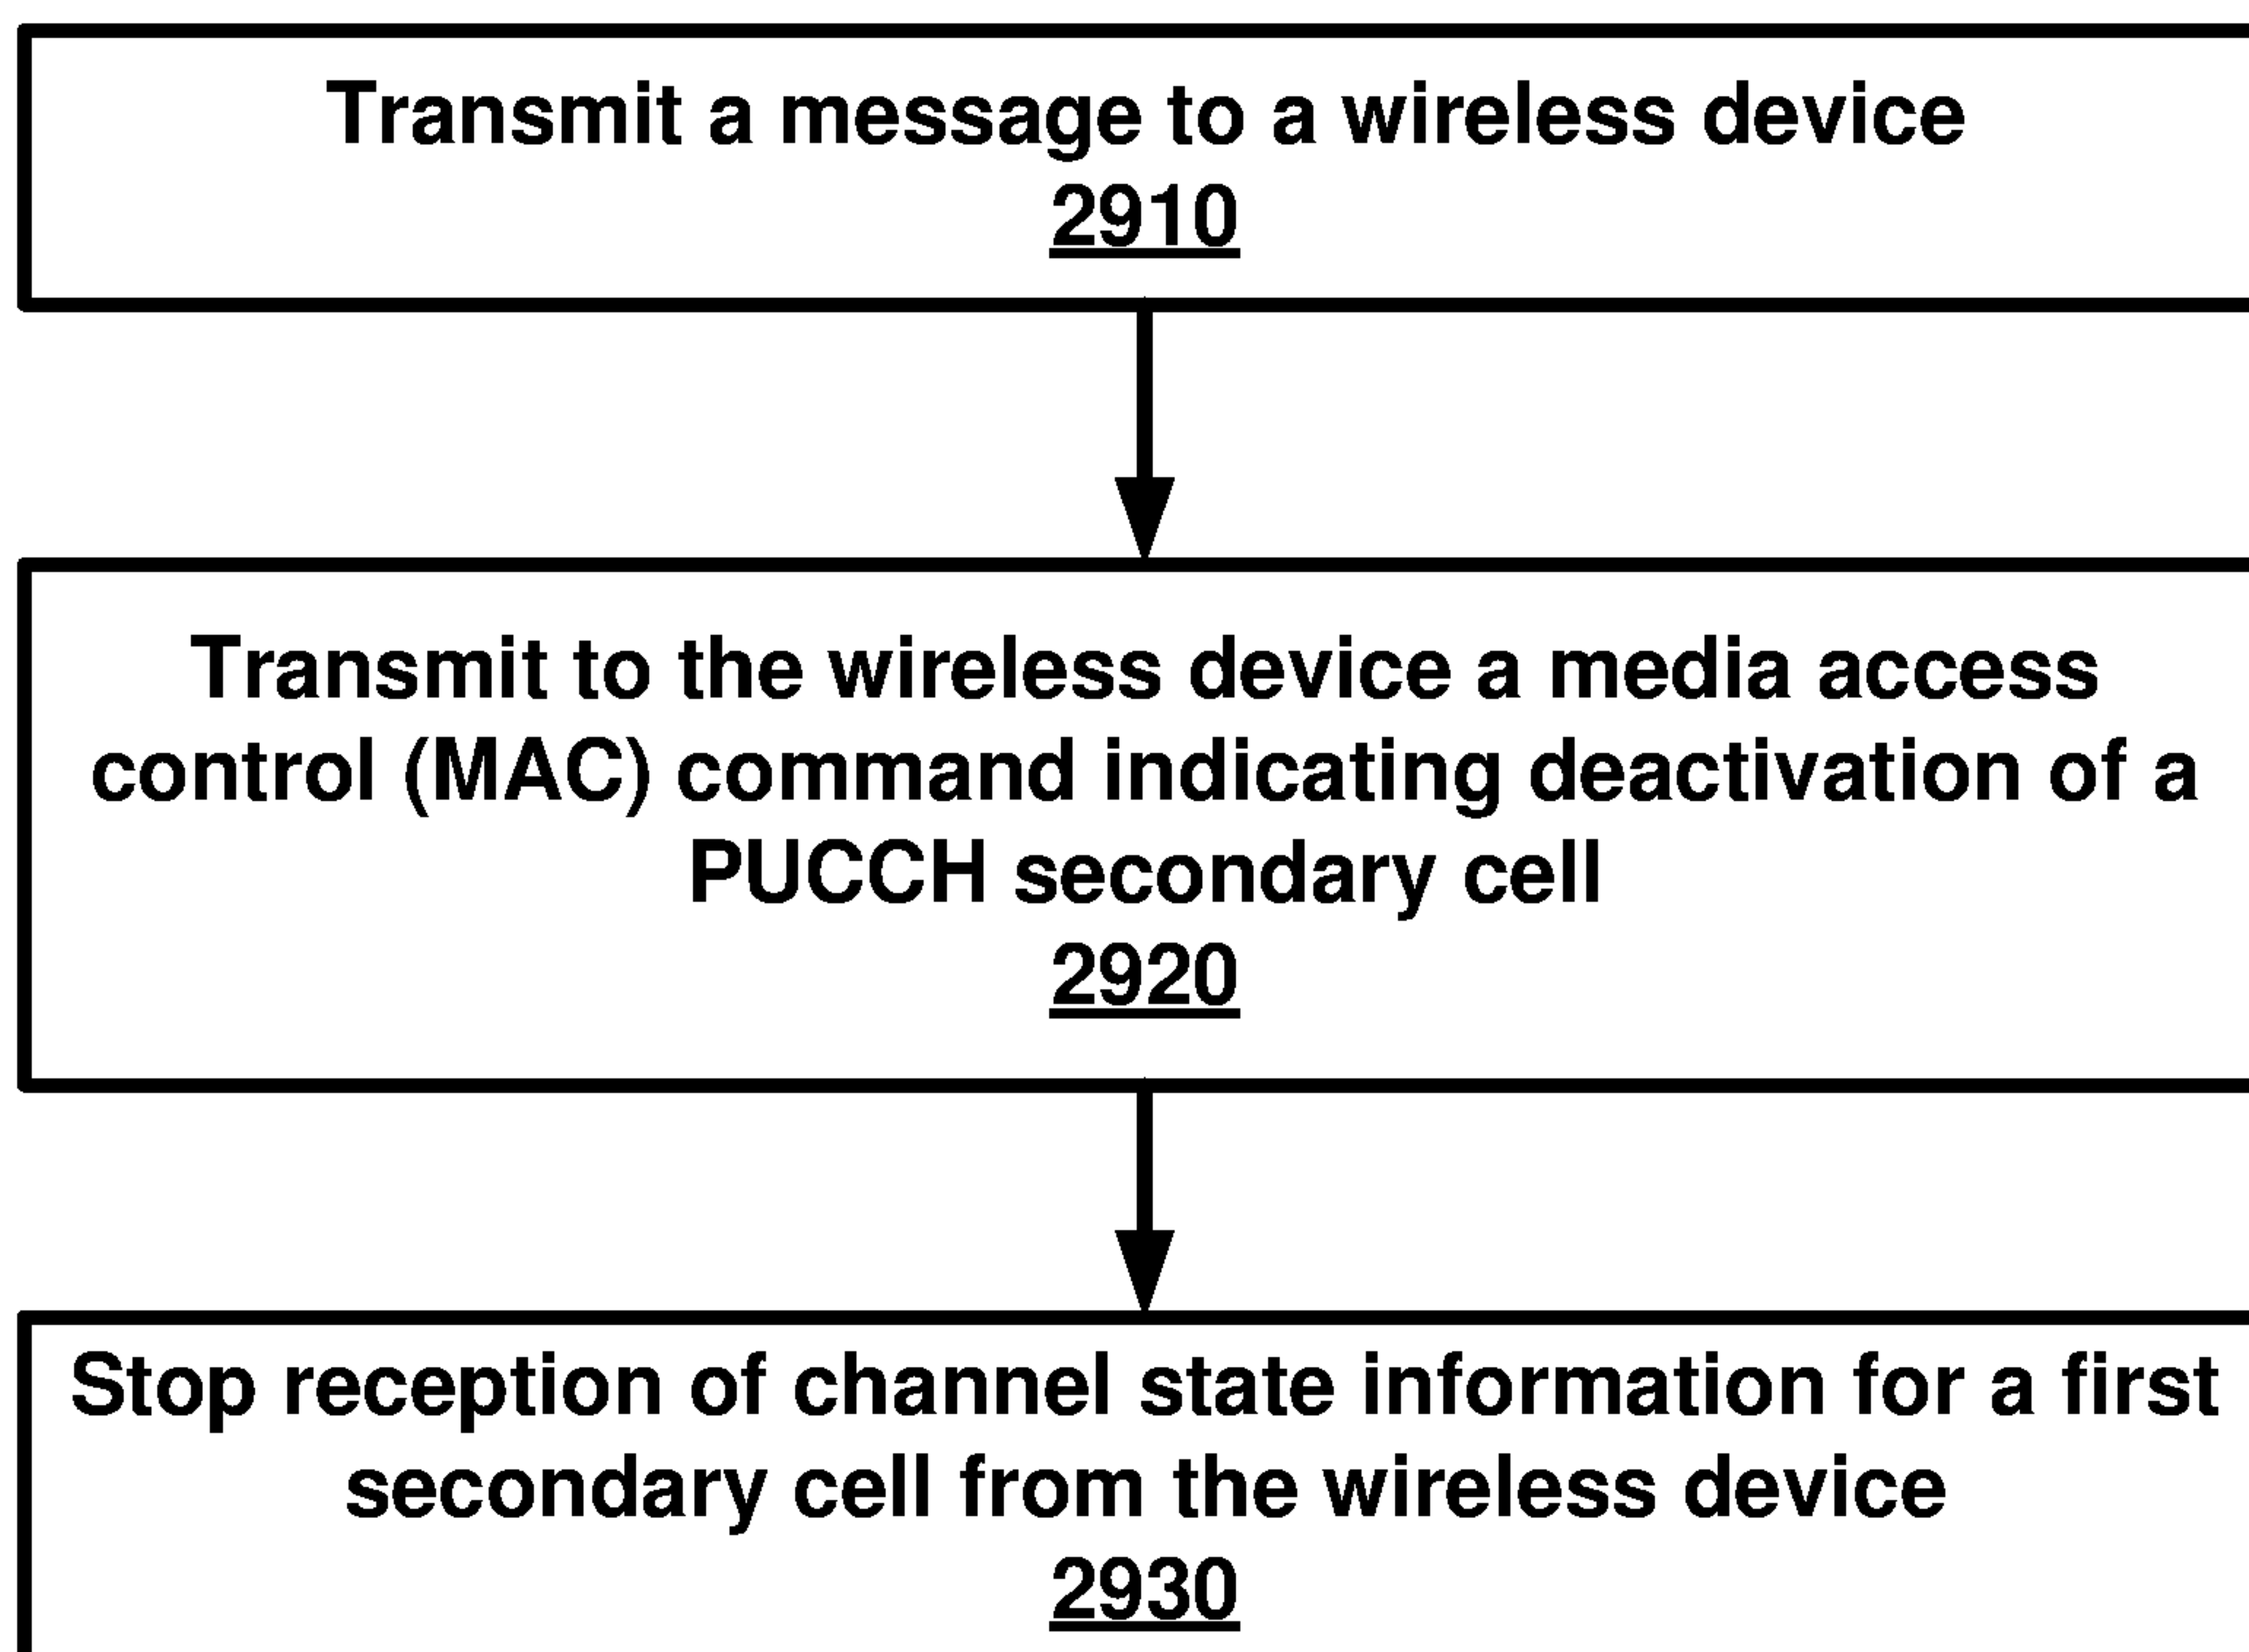 Transmit a message to a wireless device
2910
Transmit to the wireless device a media access
control (MAC) command indicating deactivation of a
PUCCH secondary cell
2920
Stop reception of channel state information for a first
secondary cell from the wireless device
2930